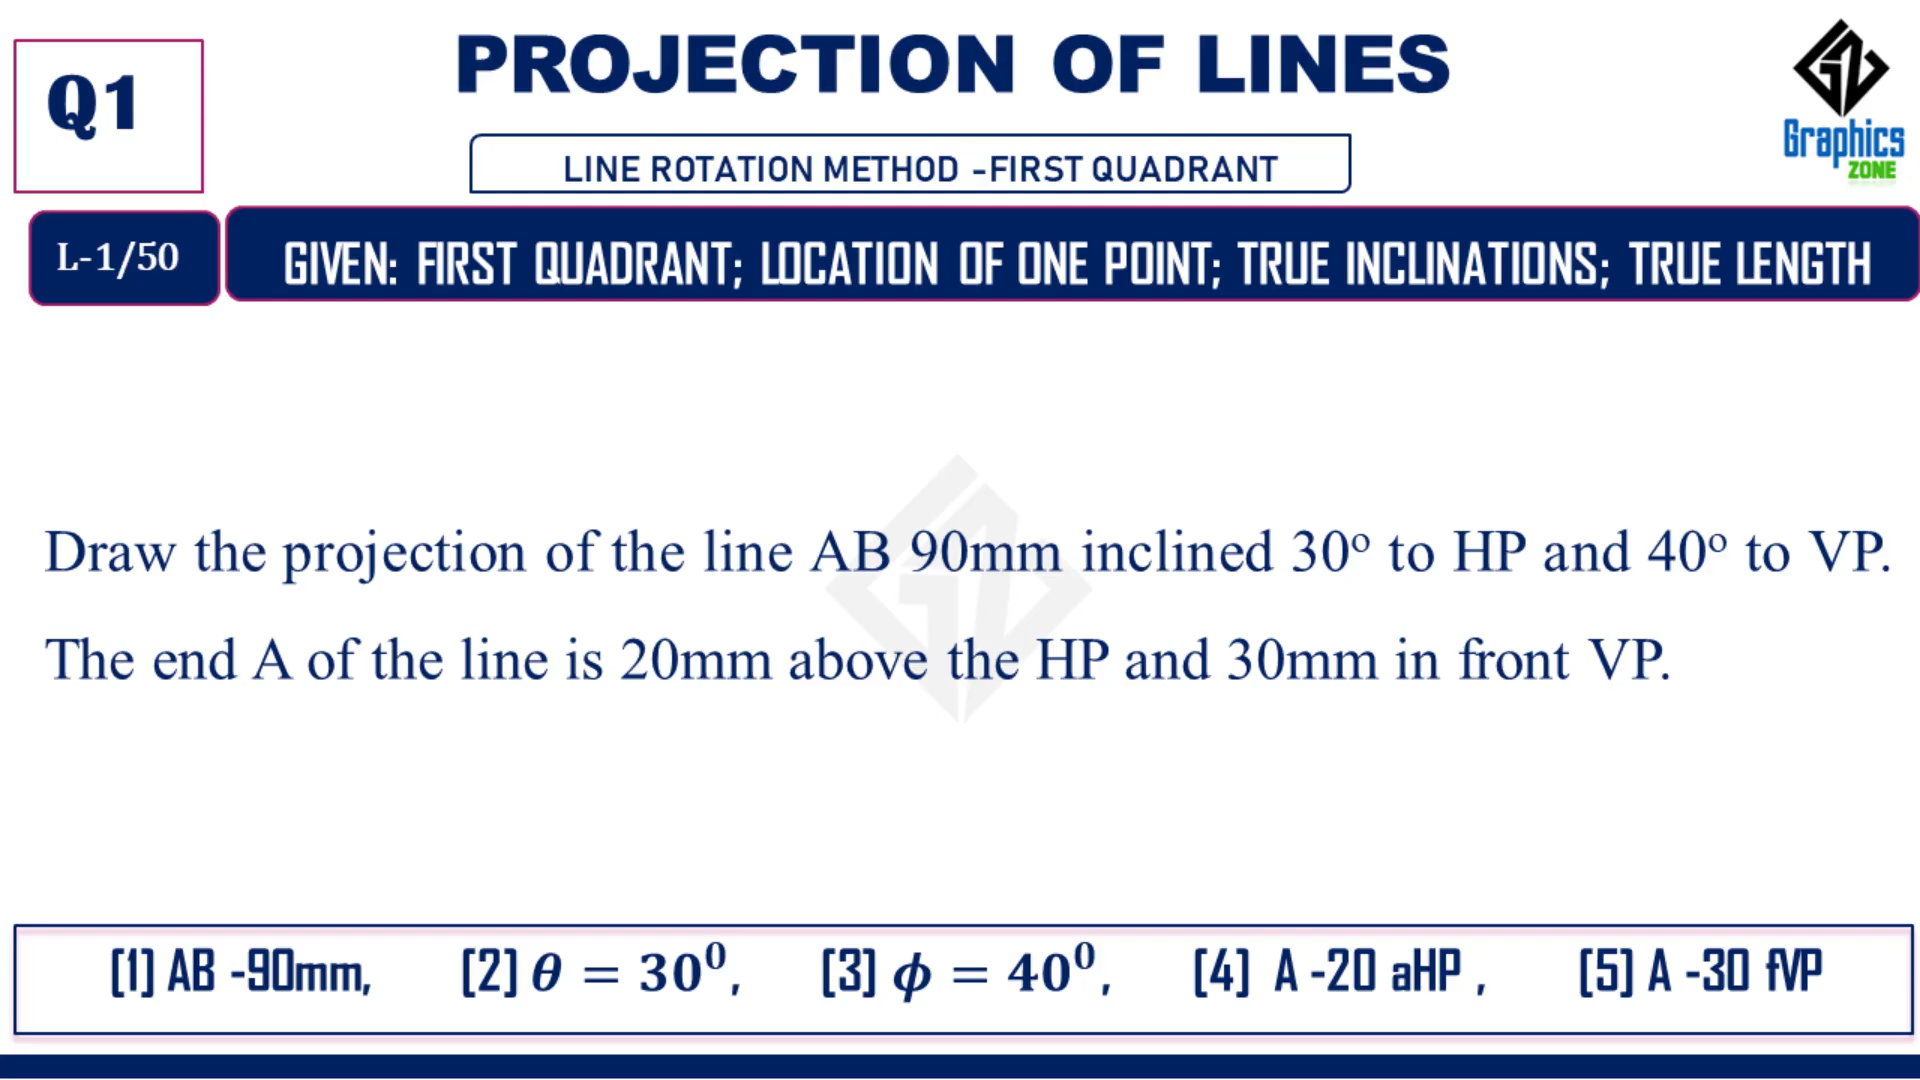 Q1
PROJECTION OF LINES
LINE ROTATION METHOD -FIRST QUADRANT
Graphics
ZONE
L-1/50
GIVEN: FIRST QUADRANT; LOCATION OF ONE POINT; TRUE INCLINATIONS; TRUE LENGTH
Draw the projection of the line AB 90mm inclined 30º to HP and 40º to VP.
The end A of the line is 20mm above the HP and 30mm in front VP.
[1] AB -90mm, [2] θ = 30⁰, [3] ϕ = 40⁰, [4] A -20 aHP , [5] A -30 fVP